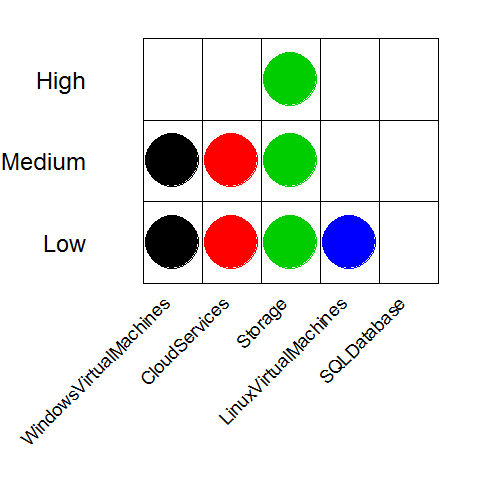 High
Medium
Low
WindowsVirtualMachines
CloudServices
Storage
LinuxVirtualMachines
SQLDatabase